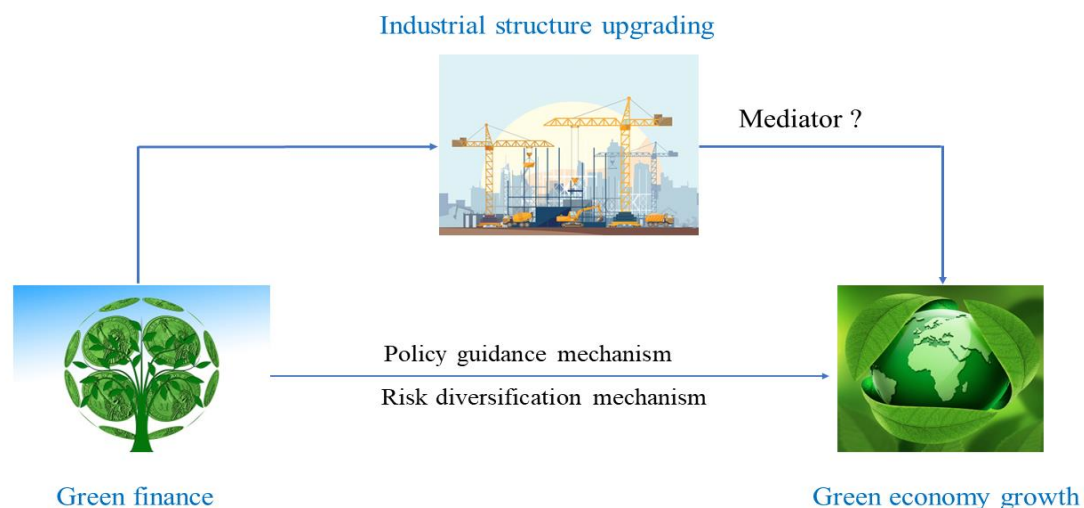 Industrial structure upgrading
Mediator ?
Policy guidance mechanism
Risk diversification mechanism
Green finance
Green economy growth